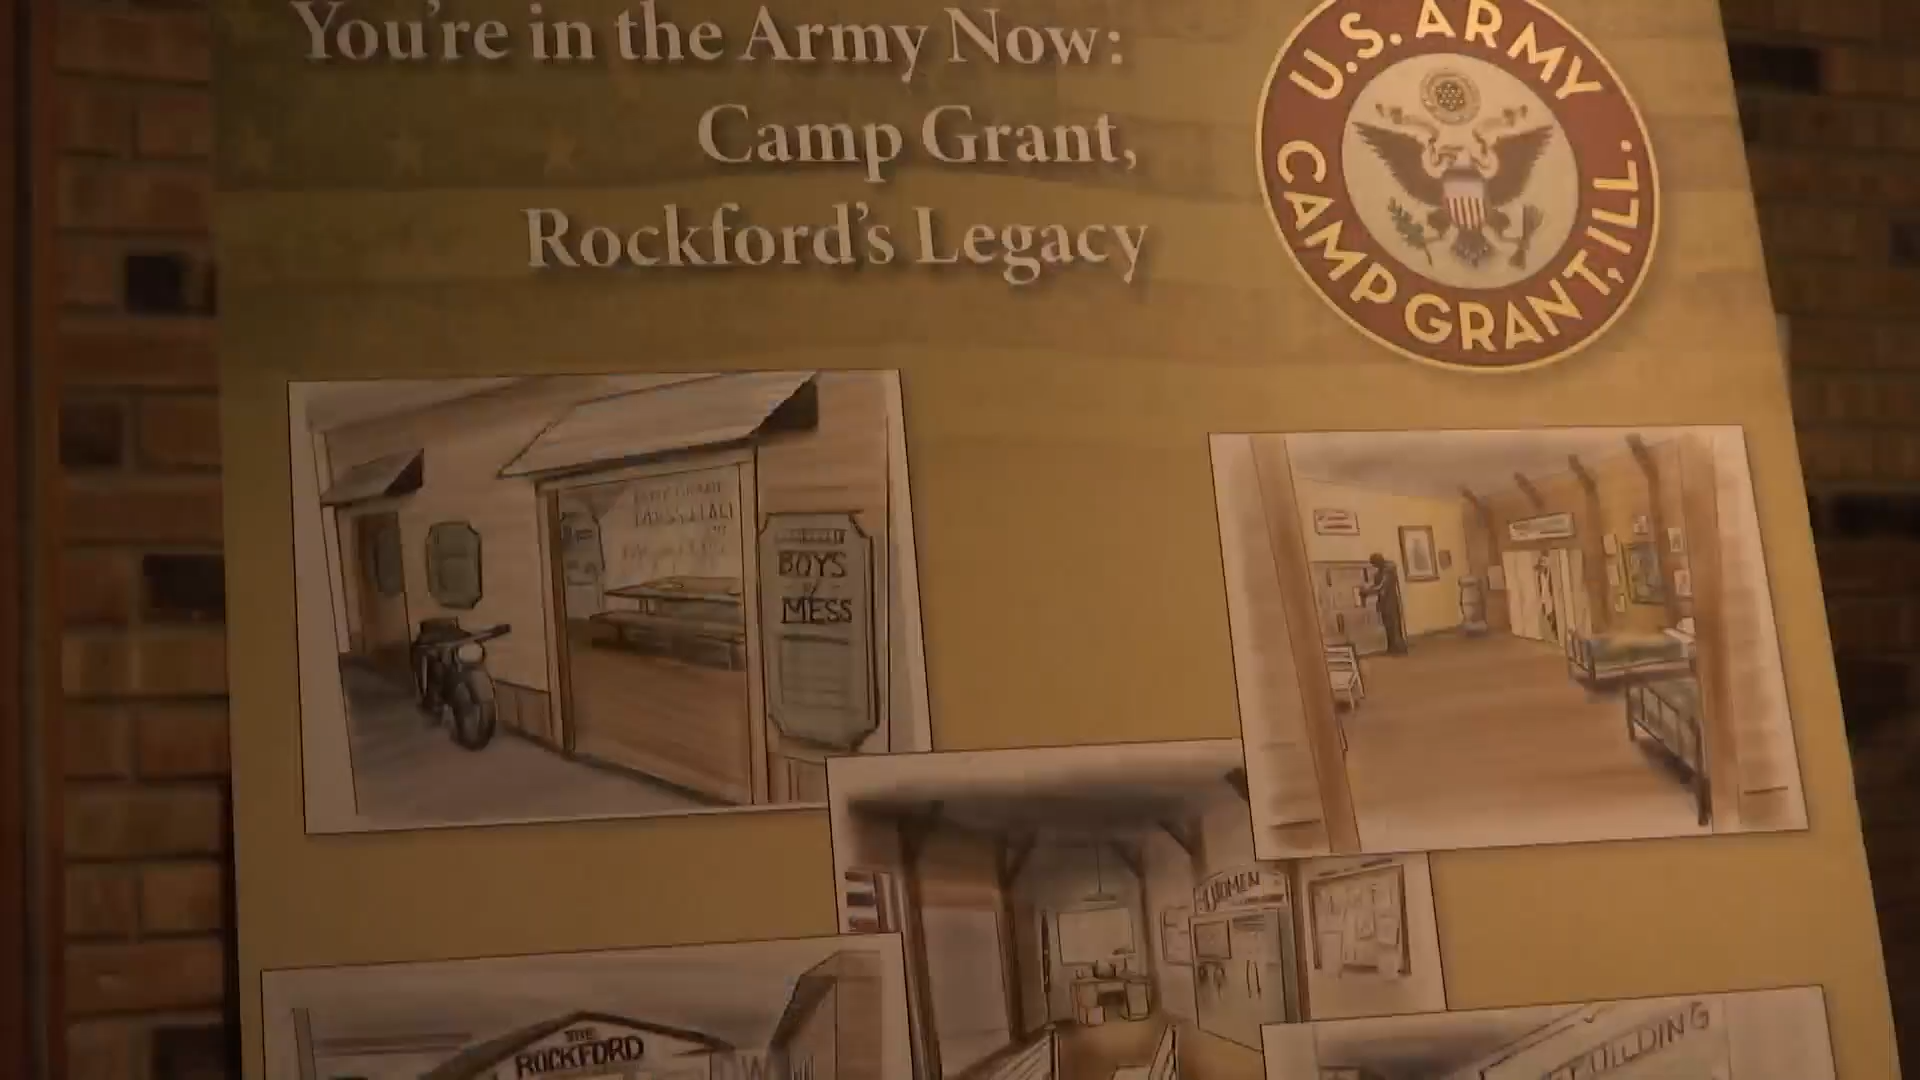 You're in the Army Now:
Camp Grant,
Rockford's Legacy
U.S. ARMY
CAMP GRANT, ILL.
BOYS
MESS
WOMEN
THE
ROCKFORD
BUILDING